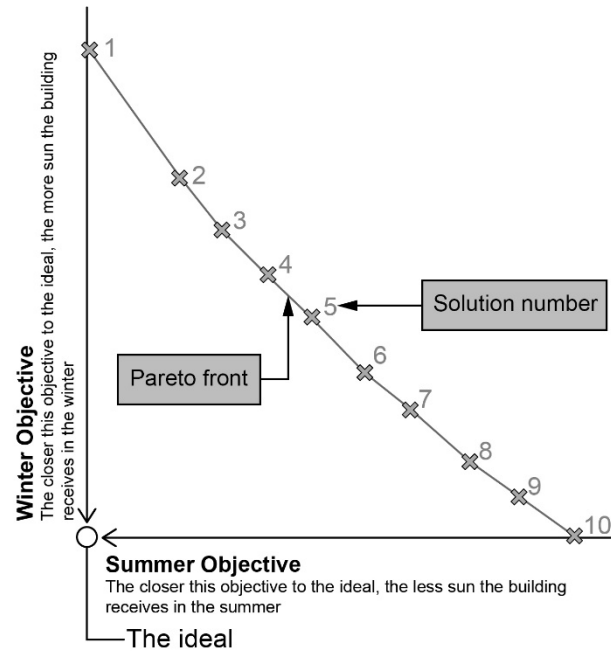 1
2
3
4
5
Solution number
Pareto front
6
7
8
9
10
Winter Objective
The closer this objective to the ideal, the more sun the building
receives in the winter
Summer Objective
The closer this objective to the ideal, the less sun the building
receives in the summer
The ideal